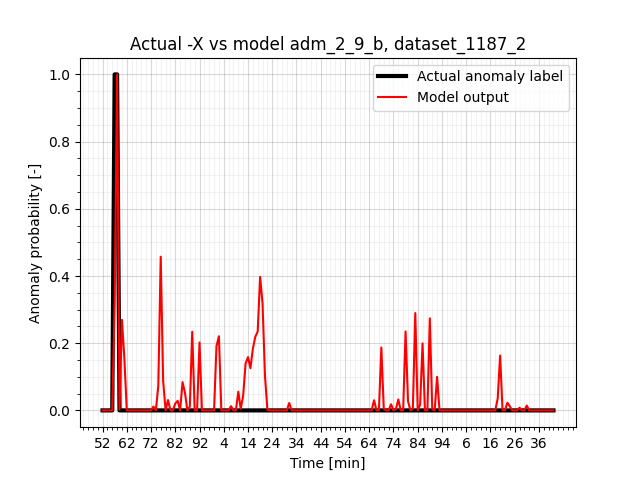 Actual -X vs model adm_2_9_b, dataset_1187_2
Actual anomaly label
Model output
Anomaly probability [-]
1.0
0.8
0.6
0.4
0.2
0.0
52 62 72 82 92 4 14 24 34 44 54 64 74 84 94 6 16 26 36
Time [min]